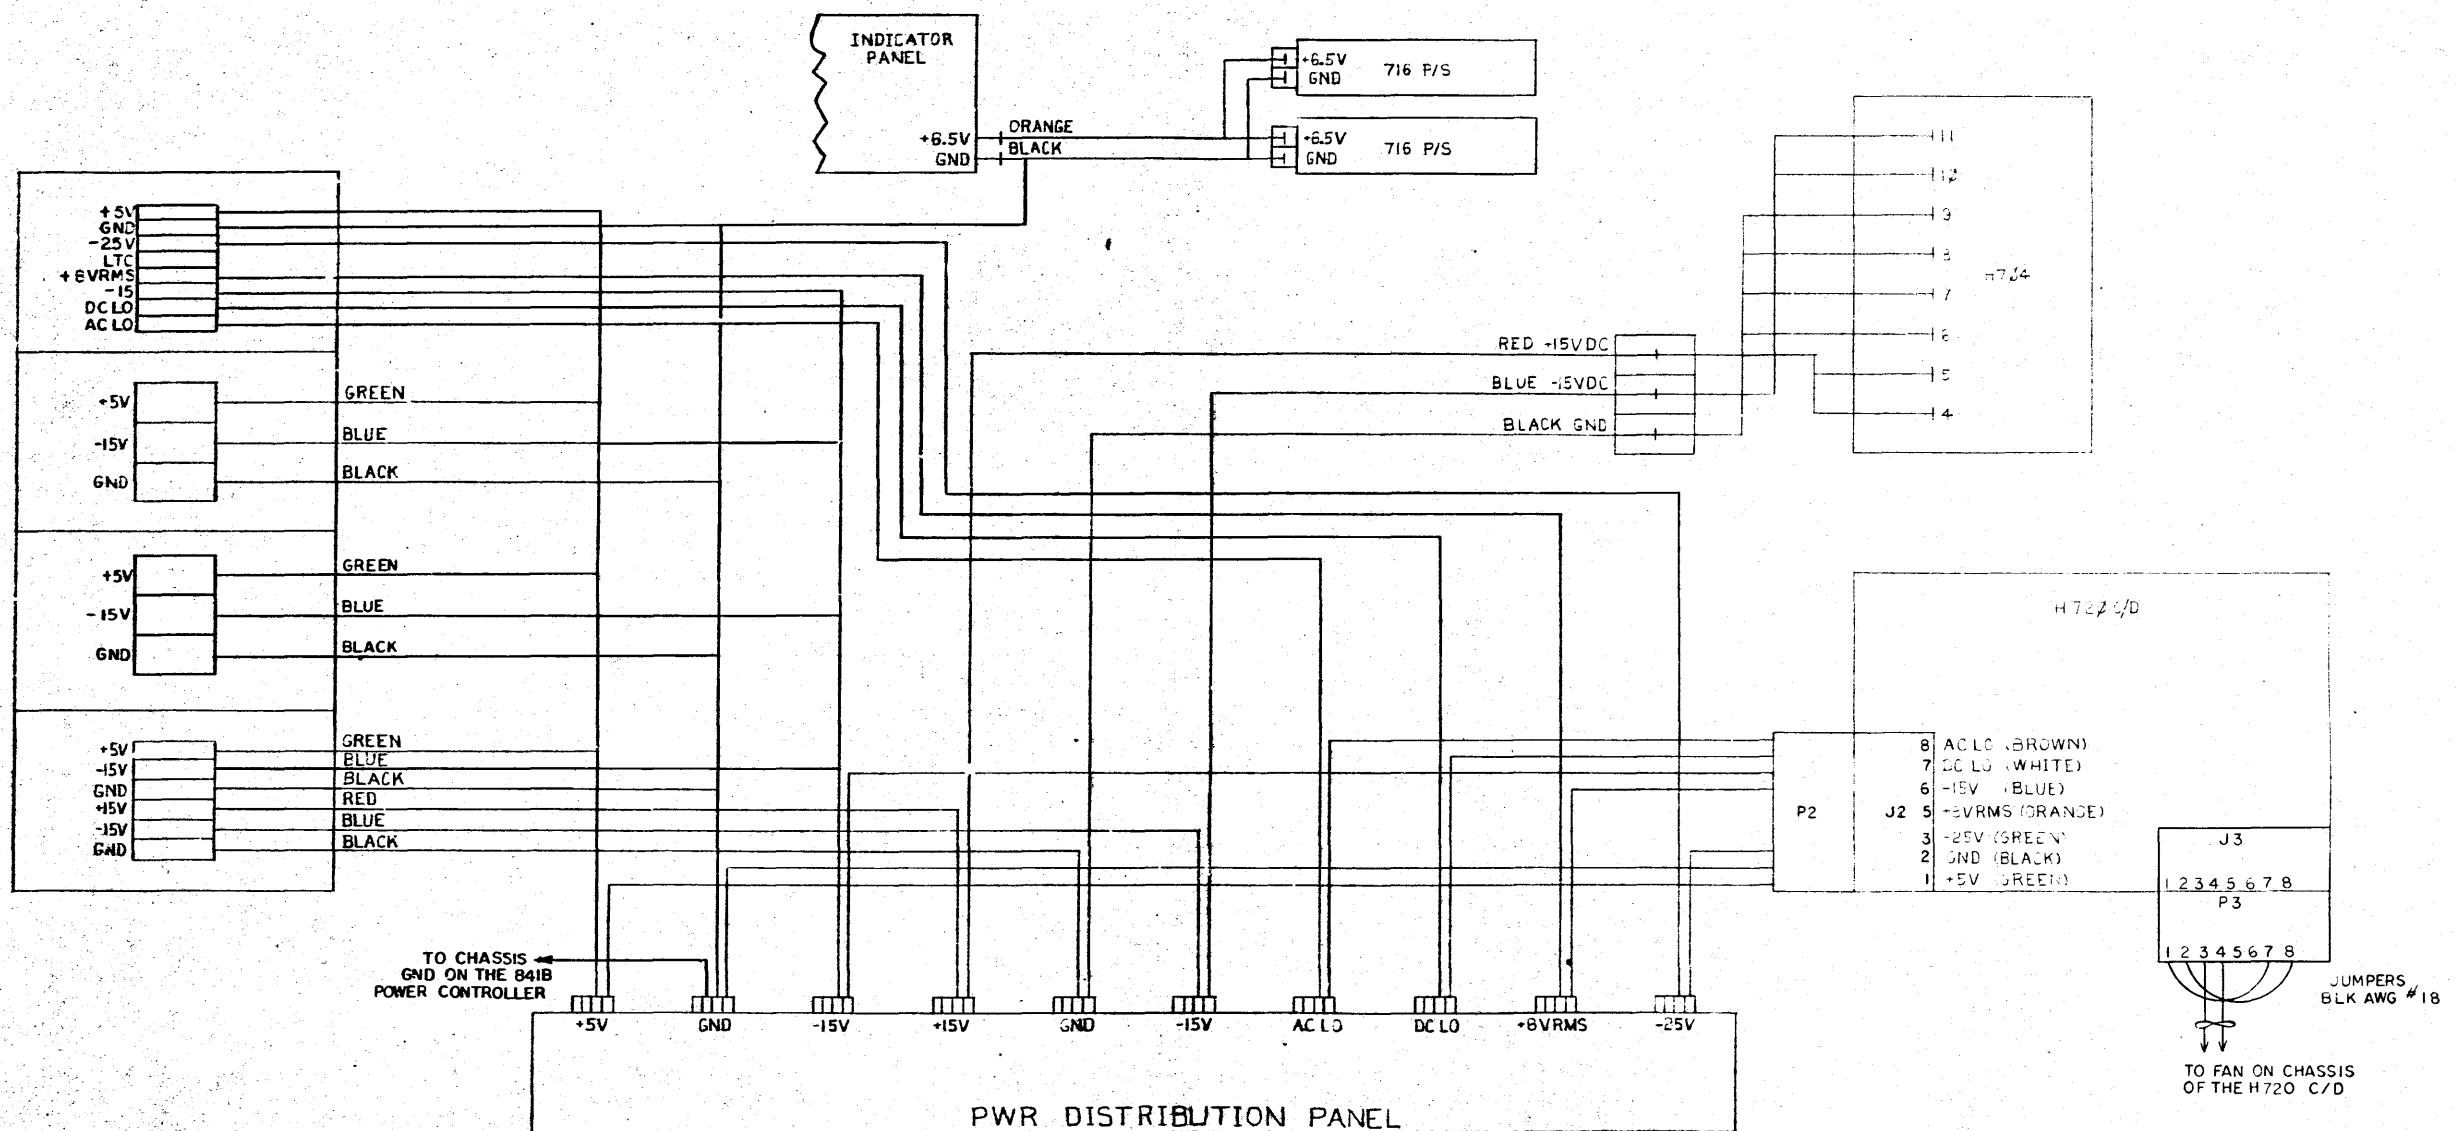 INDICATOR
PANEL
+6.5V
GND
ORANGE
BLACK
+6.5V
GND
716 P/S
+6.5V
GND
716 P/S
+5V
GND
-25V
LTC
+8VRMS
-15
DC LO
AC LO
+5V
-15V
GND
GREEN
BLUE
BLACK
+5V
-15V
GND
GREEN
BLUE
BLACK
+5V
-15V
GND
+15V
-15V
GND
GREEN
BLUE
BLACK
RED
BLUE
BLACK
RED +15VDC
BLUE -15VDC
BLACK GND
11
10
9
8
7
6
5
4
H704
H720 C/D
P2
J2
8 AC LO (BROWN)
7 DC LO (WHITE)
6 -15V (BLUE)
5 +8VRMS (ORANGE)
3 -25V (GREEN)
2 GND (BLACK)
1 +5V (GREEN)
J3
1 2 3 4 5 6 7 8
P3
1 2 3 4 5 6 7 8
JUMPERS
BLK AWG #18
TO FAN ON CHASSIS
OF THE H720 C/D
TO CHASSIS
GND ON THE 841B
POWER CONTROLLER
+5V
GND
-15V
+15V
GND
-15V
AC LO
DC LO
+8VRMS
-25V
PWR DISTRIBUTION PANEL